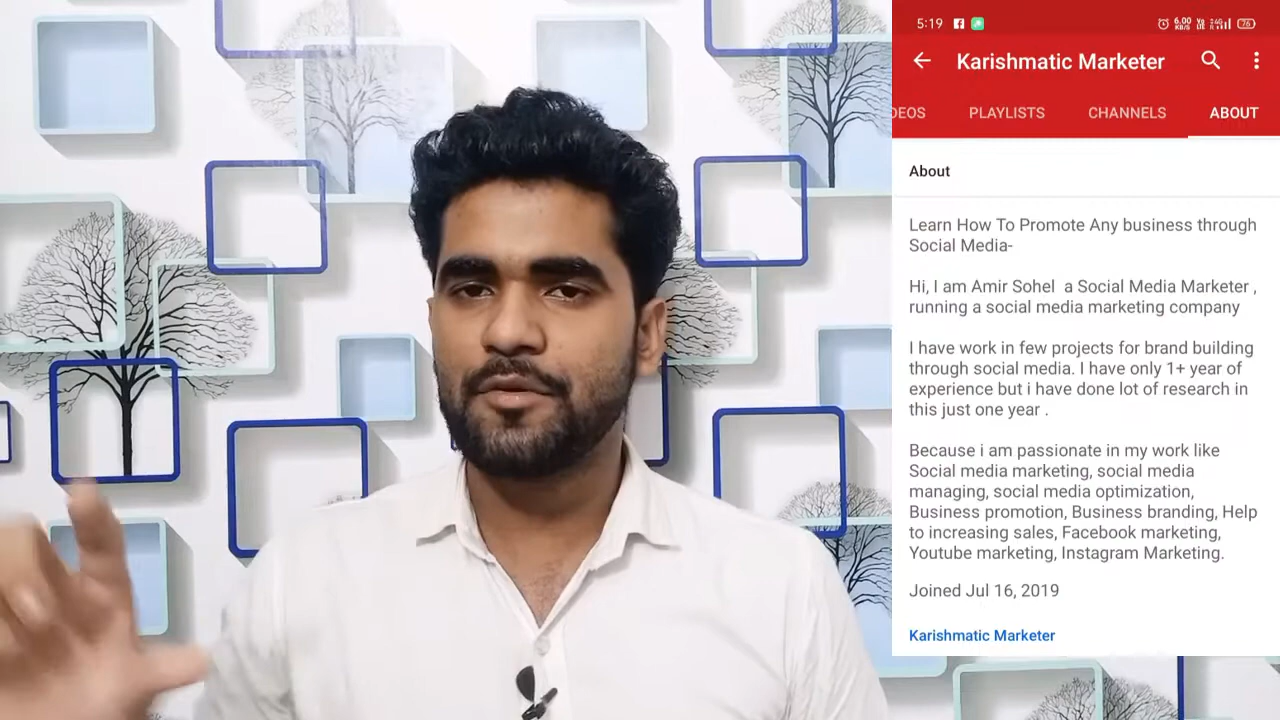 5:19
6.00
KB/S
76
Karishmatic Marketer
DEOS PLAYLISTS CHANNELS ABOUT
About
Learn How To Promote Any business through
Social Media-
Hi, I am Amir Sohel a Social Media Marketer ,
running a social media marketing company
I have work in few projects for brand building
through social media. I have only 1+ year of
experience but i have done lot of research in
this just one year .
Because i am passionate in my work like
Social media marketing, social media
managing, social media optimization,
Business promotion, Business branding, Help
to increasing sales, Facebook marketing,
Youtube marketing, Instagram Marketing.
Joined Jul 16, 2019
Karishmatic Marketer